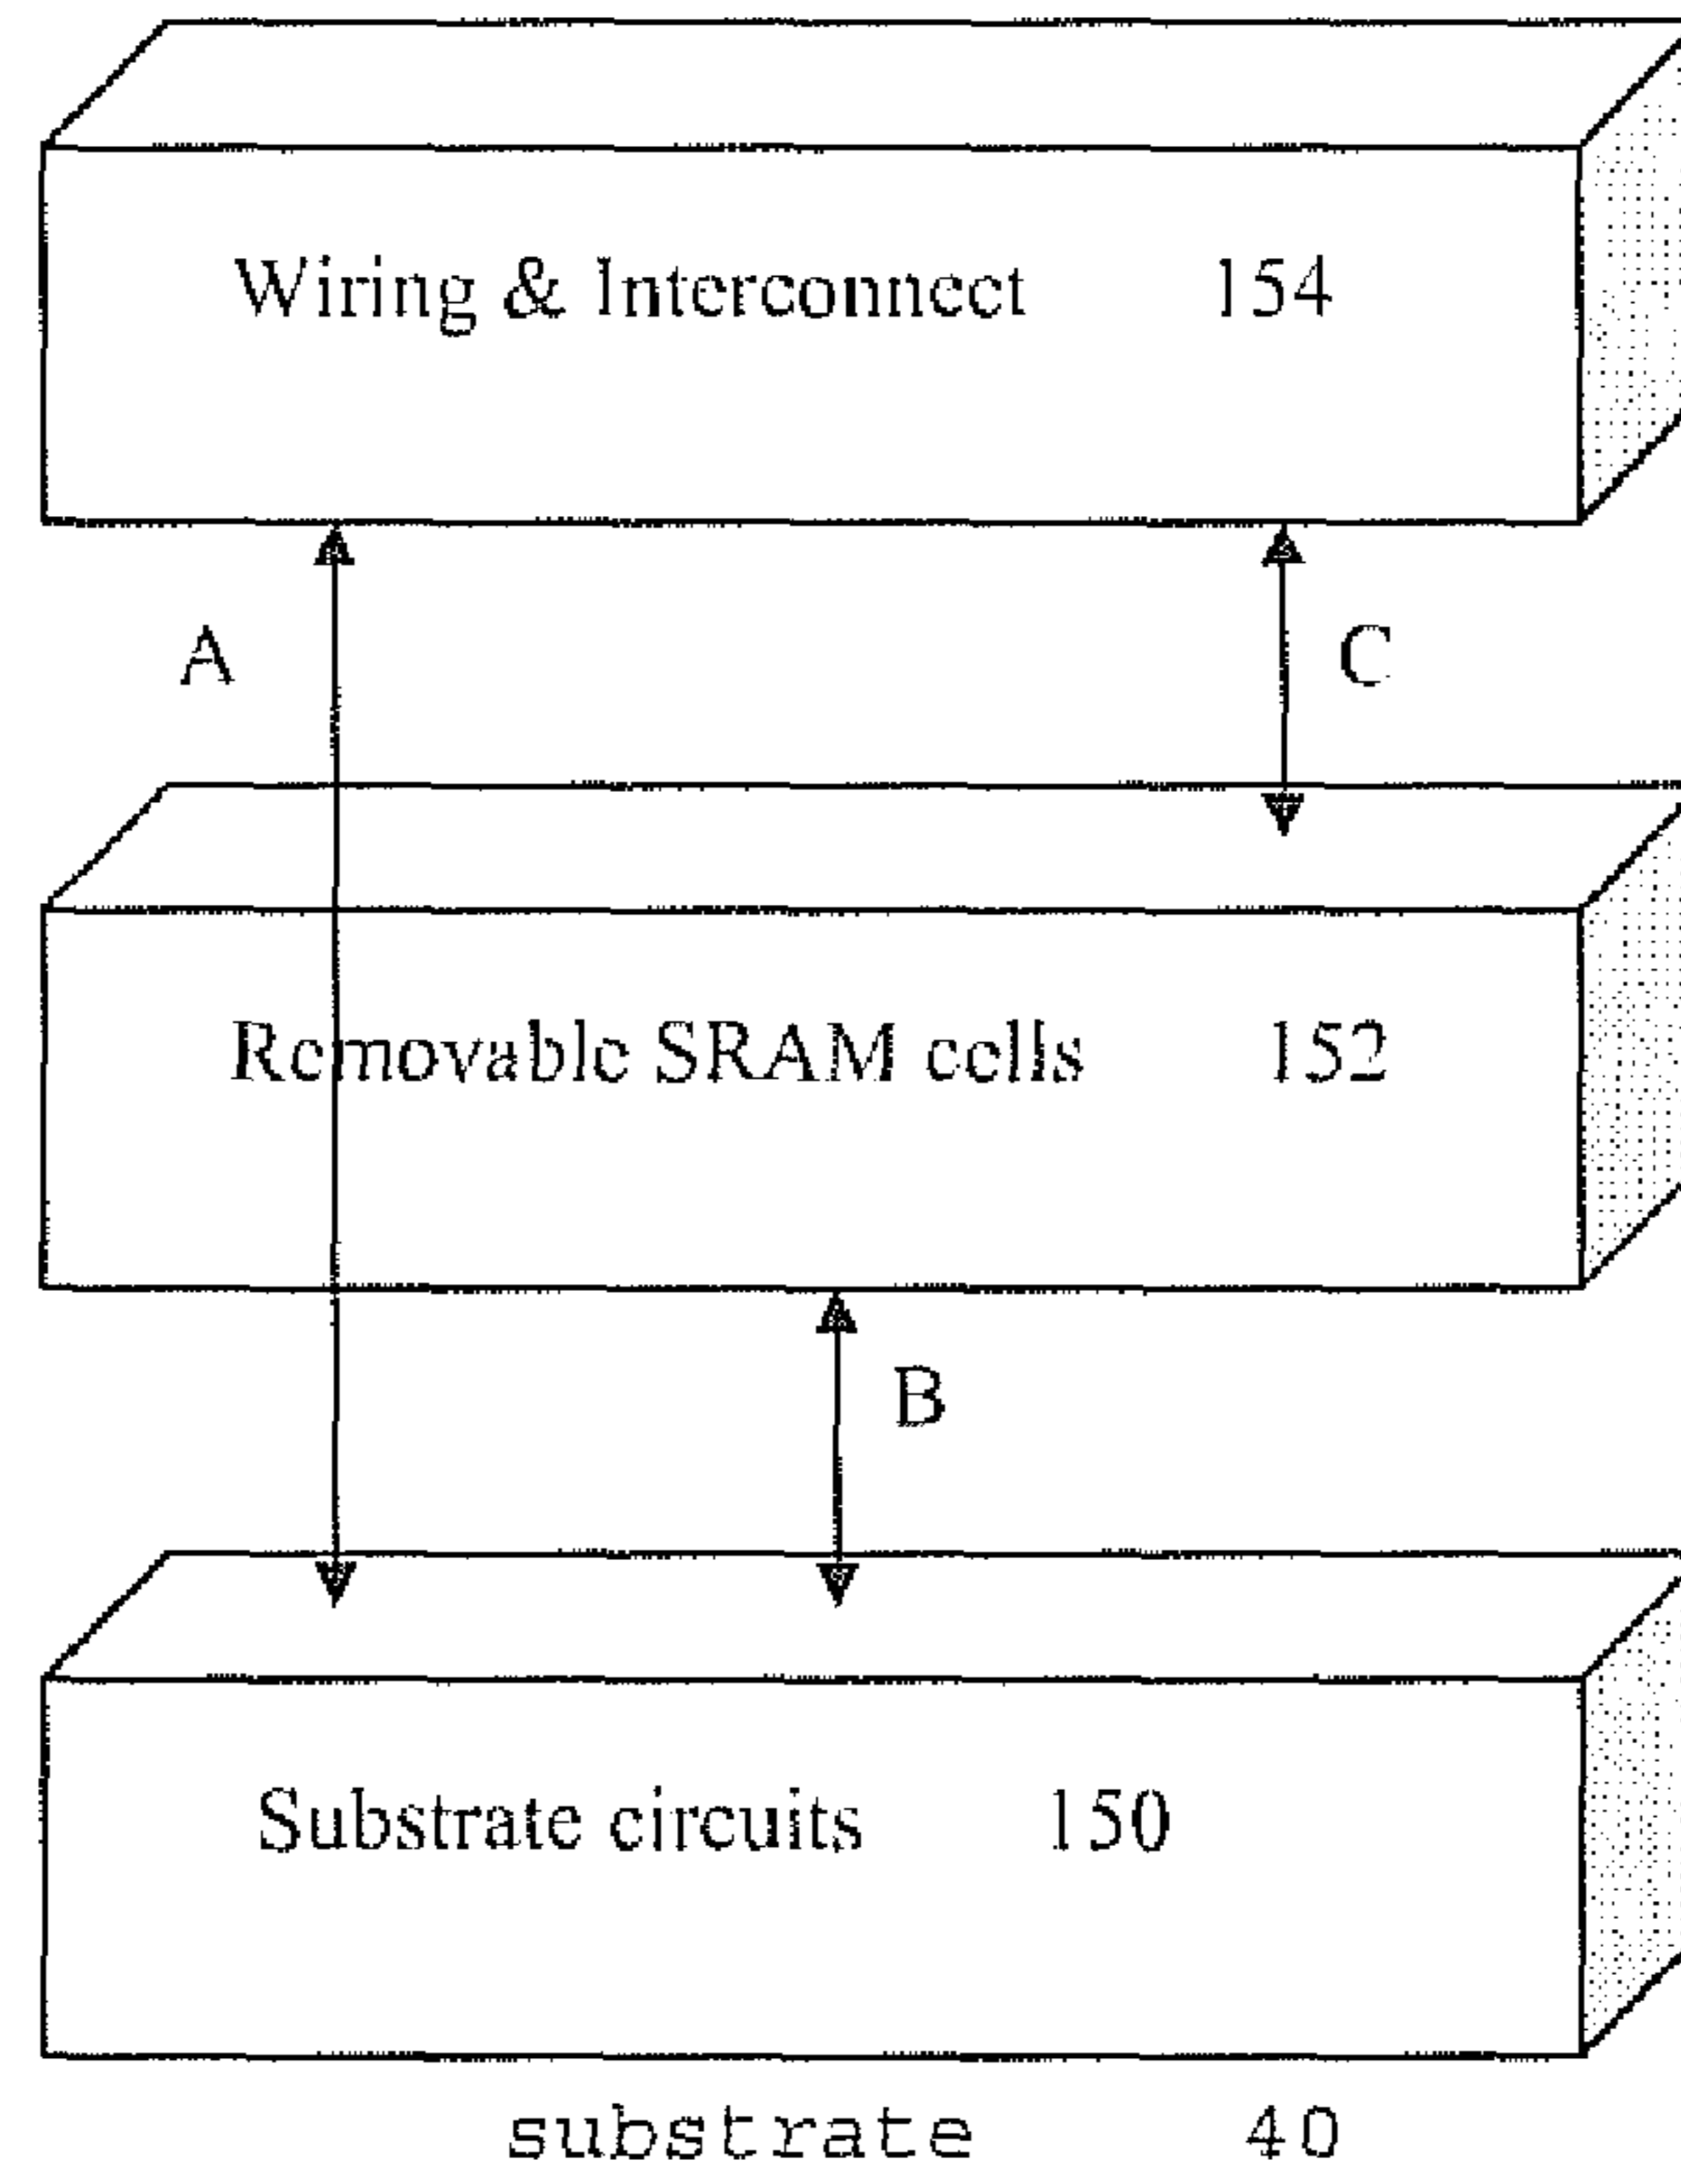 Wiring & Interconnect 154
A
C
Removable SRAM cells 152
B
Substrate circuits 150
substrate 40